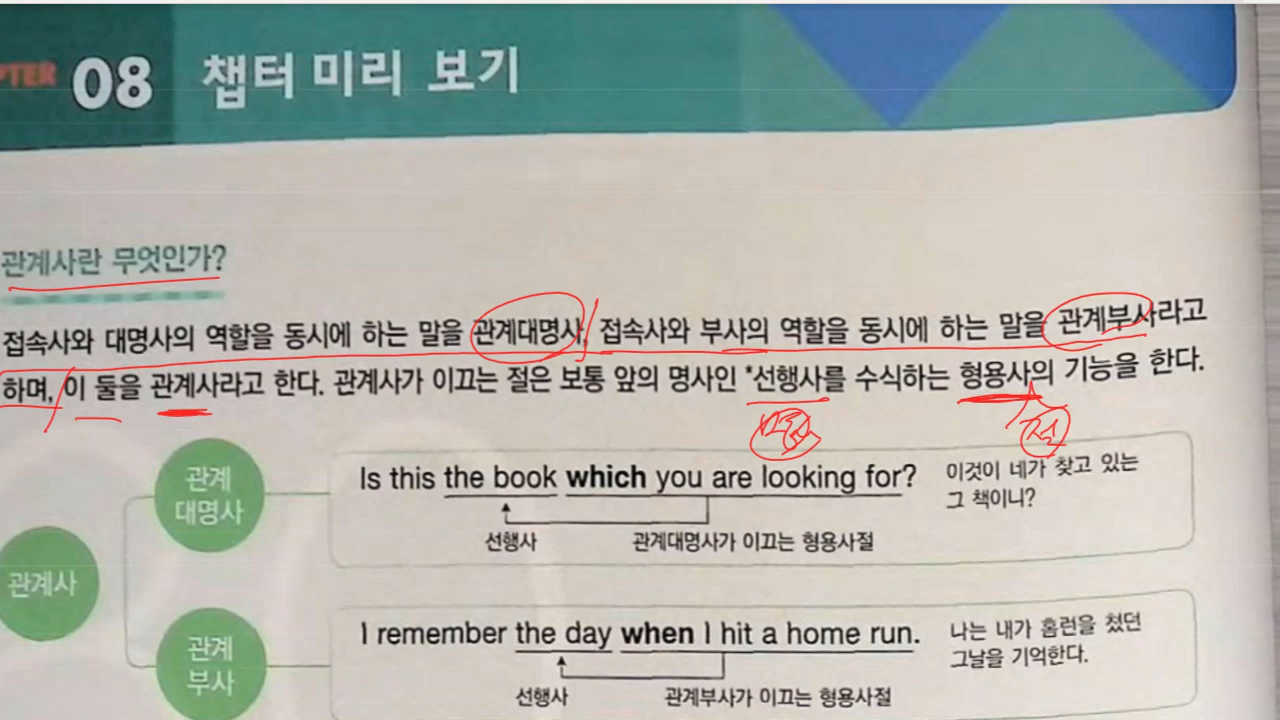 PTER 08 챕터 미리 보기
관계사란 무엇인가?
접속사와 대명사의 역할을 동시에 하는 말을 관계대명사, 접속사와 부사의 역할을 동시에 하는 말을 관계부사라고
하며, 이 둘을 관계사라고 한다. 관계사가 이끄는 절은 보통 앞의 명사인 *선행사를 수식하는 형용사의 기능을 한다.
절
관계
대명사
Is this the book which you are looking for?
이것이 네가 찾고 있는
그 책이니?
선행사
관계대명사가 이끄는 형용사절
관계사
관계
부사
I remember the day when I hit a home run.
나는 내가 홈런을 쳤던
그날을 기억한다.
선행사
관계부사가 이끄는 형용사절